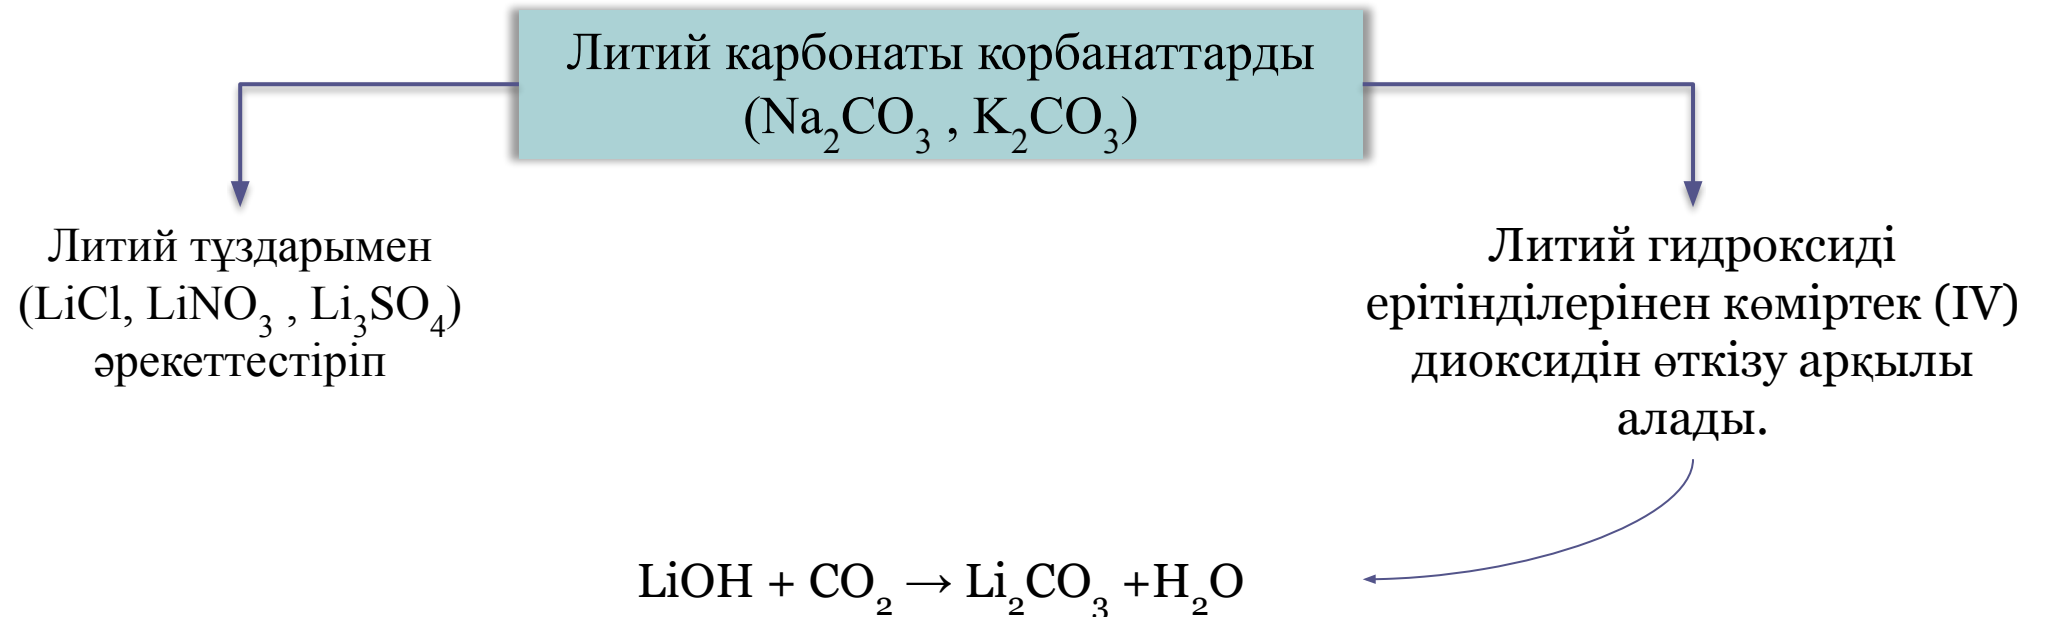 Литий карбонаты корбанаттарды
(Na₂CO₃ , K₂CO₃)
Литий тұздарымен
(LiCl, LiNO₃ , Li₃SO₄)
әрекеттестіріп
Литий гидроксиді
ерітінділерінен көміртек (IV)
диоксидін өткізу арқылы
алады.
LiOH + CO₂ → Li₂CO₃ +H₂O